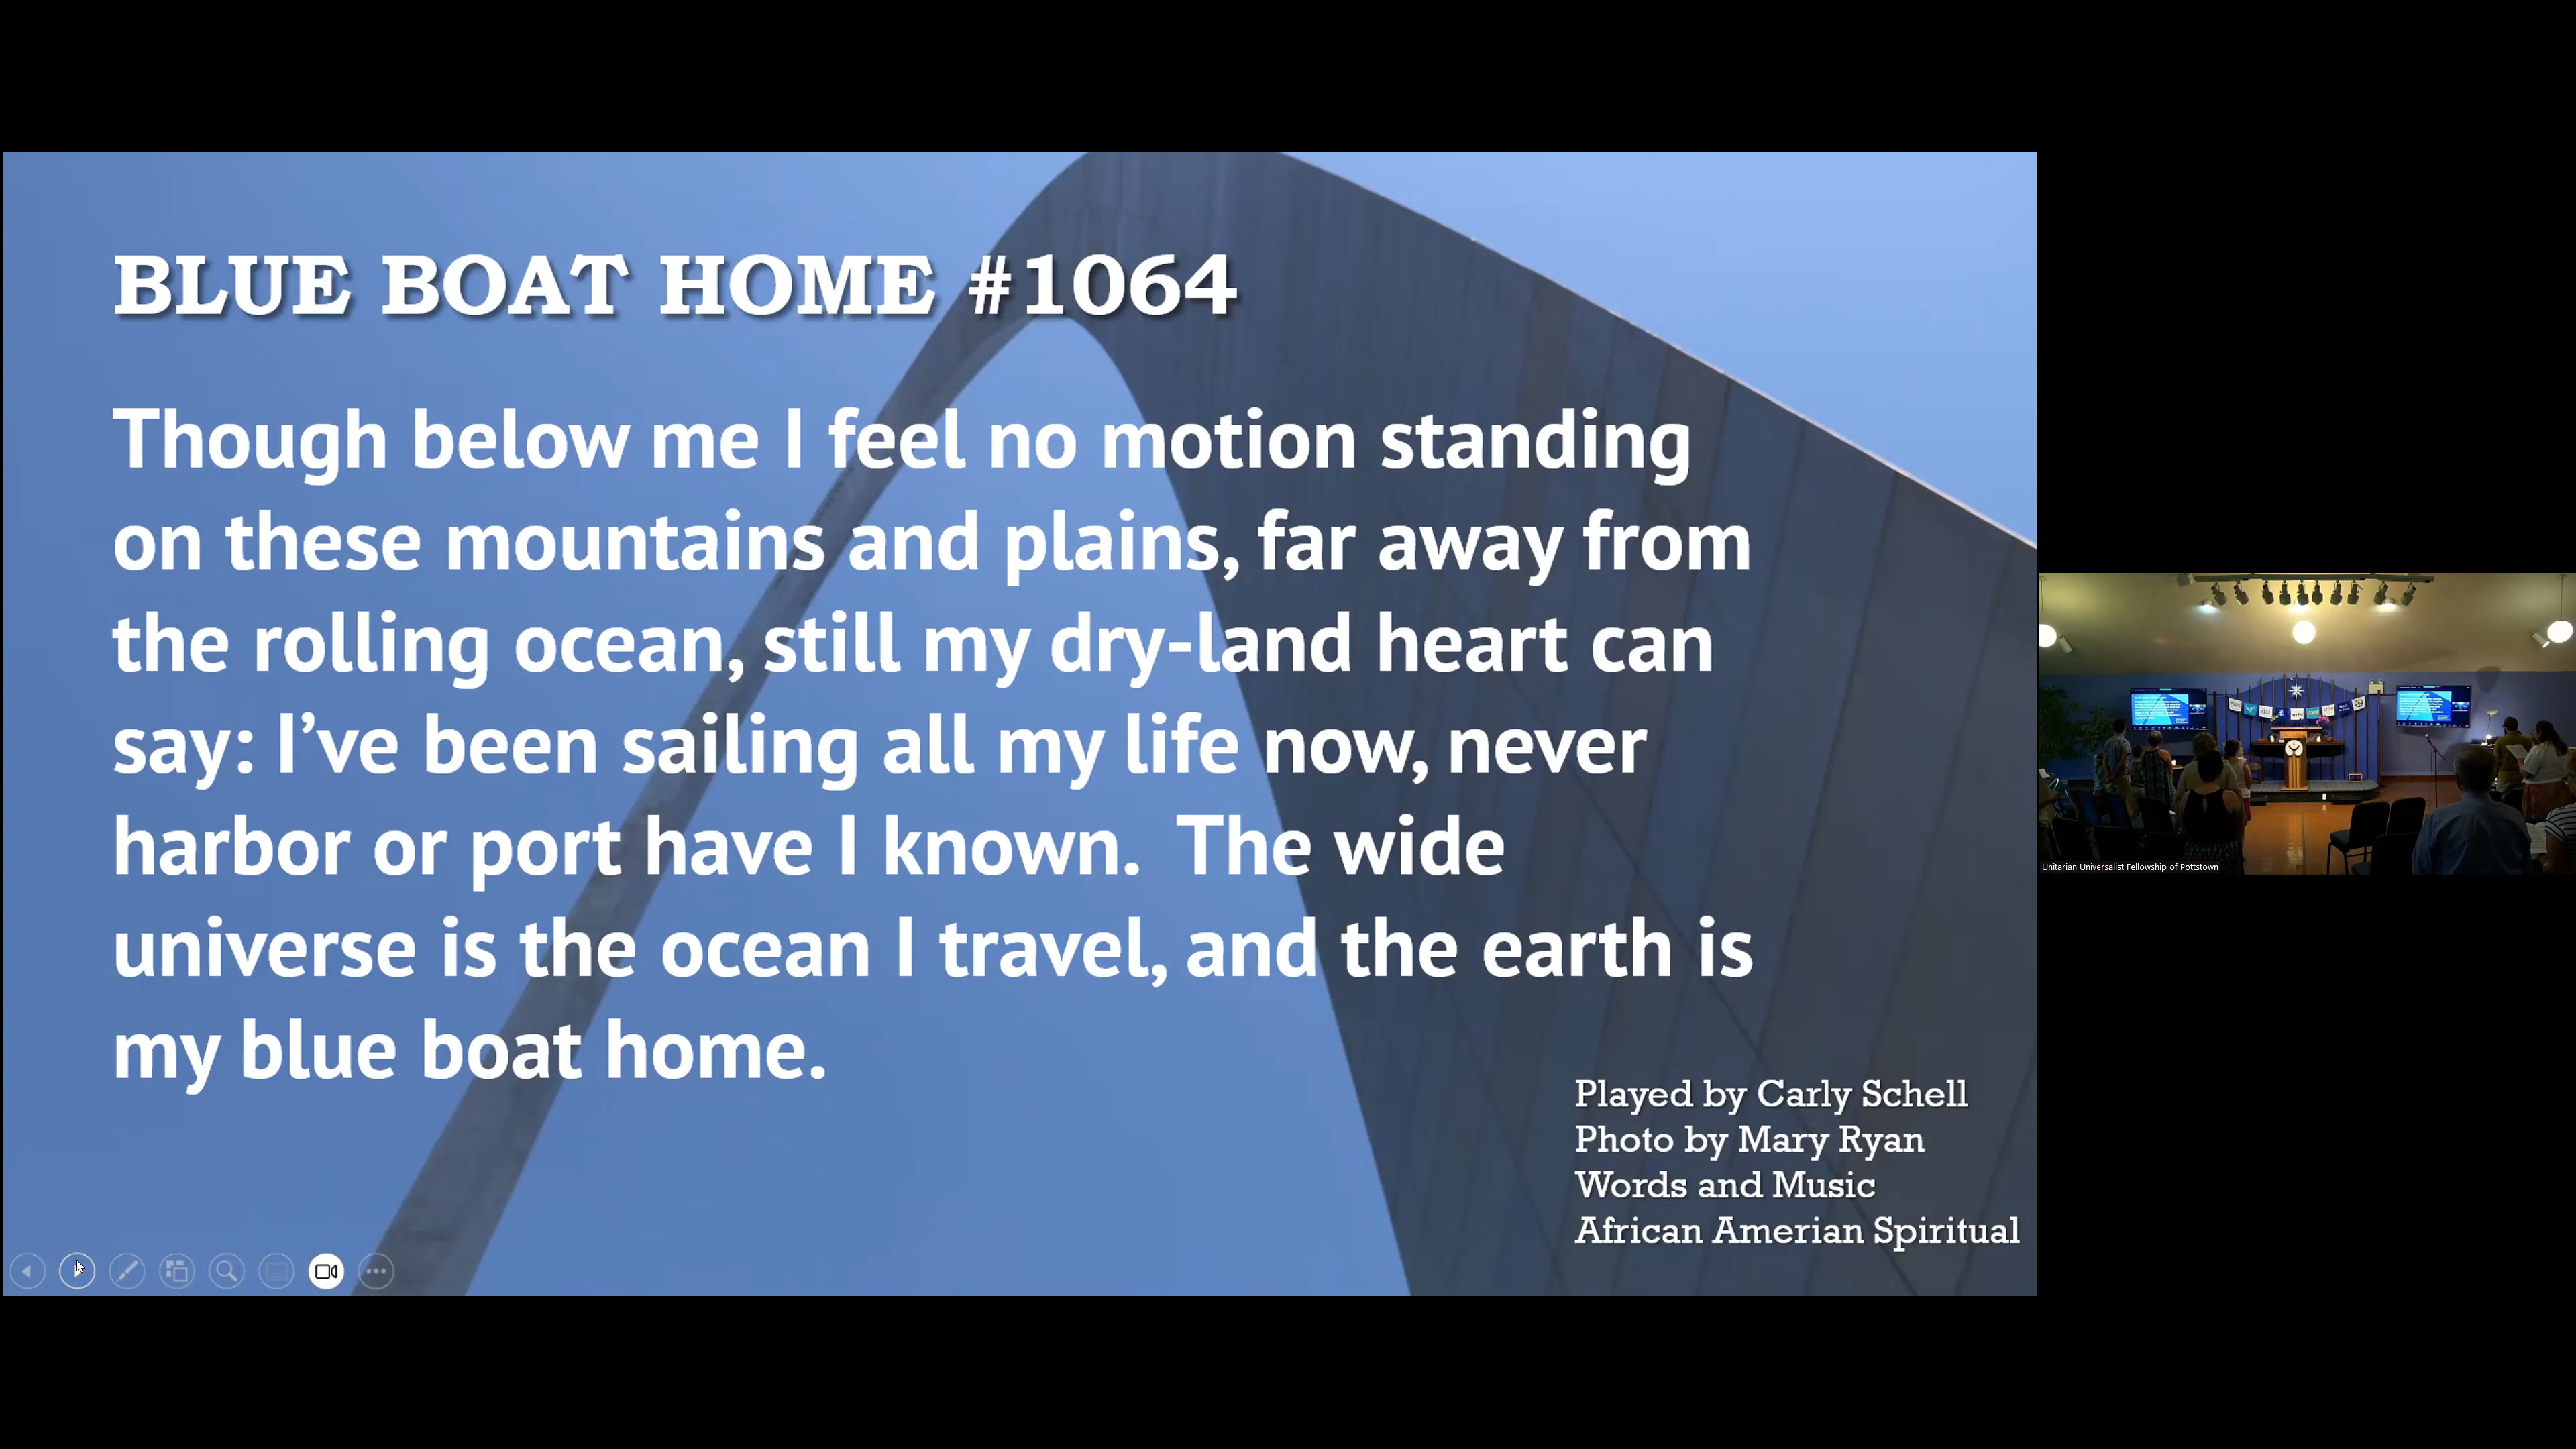 BLUE BOAT HOME #1064
Though below me I feel no motion standing
on these mountains and plains, far away from
the rolling ocean, still my dry-land heart can
say: I’ve been sailing all my life now, never
harbor or port have I known.  The wide
universe is the ocean I travel, and the earth is
my blue boat home.
Played by Carly Schell
Photo by Mary Ryan
Words and Music
African Amerian Spiritual
Unitarian Universalist Fellowship of Pottstown